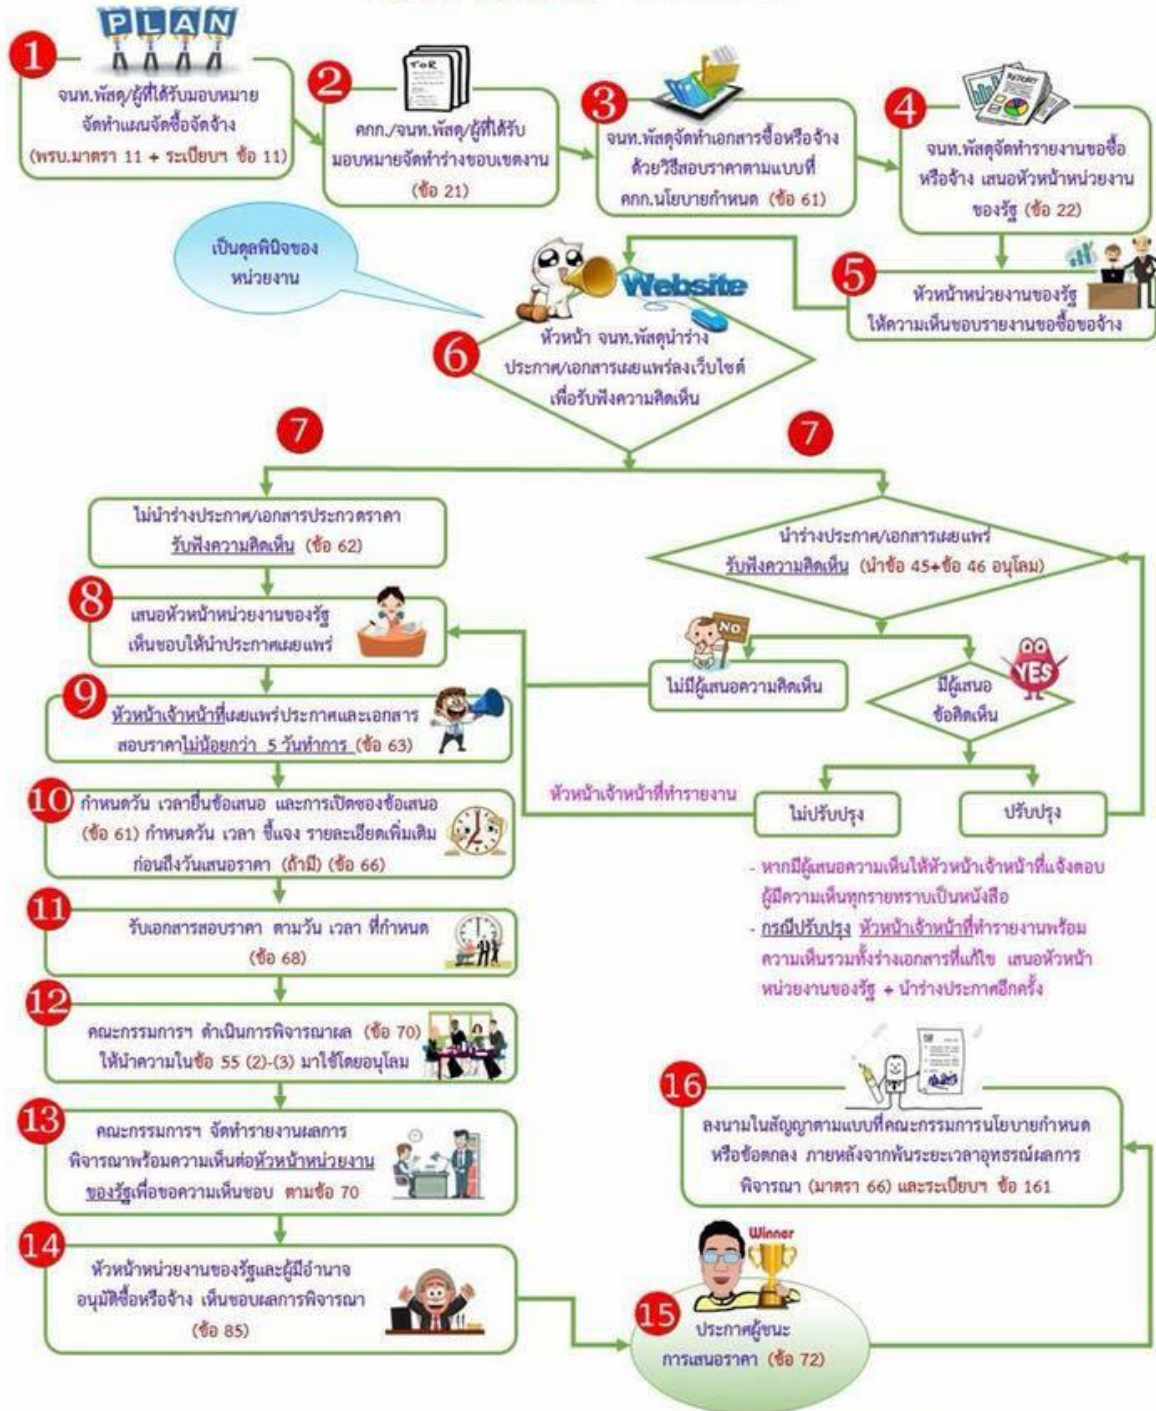 PLAN
1
จนท.พัสดุ/ผู้ที่ได้รับมอบหมาย
จัดทำแผนจัดซื้อจัดจ้าง
(พรบ.มาตรา 11 + ระเบียบฯ ข้อ 11)
2
TOR
คกก./จนท.พัสดุ/ผู้ที่ได้รับ
มอบหมายจัดทำร่างขอบเขตงาน
(ข้อ 21)
3
จนท.พัสดุจัดทำเอกสารซื้อหรือจ้าง
ด้วยวิธีสอบราคาตามแบบที่
คกก.นโยบายกำหนด (ข้อ 61)
4
REPORT
จนท.พัสดุจัดทำรายงานขอซื้อ
หรือจ้าง เสนอหัวหน้าหน่วยงาน
ของรัฐ (ข้อ 22)
5
หัวหน้าหน่วยงานของรัฐ
ให้ความเห็นชอบรายงานขอซื้อขอจ้าง
เป็นดุลพินิจของ
หน่วยงาน
Website
6
หัวหน้า จนท.พัสดุนำร่าง
ประกาศ/เอกสารเผยแพร่ลงเว็บไซต์
เพื่อรับฟังความคิดเห็น
7
7
ไม่นำร่างประกาศ/เอกสารประกวดราคา
รับฟังความคิดเห็น (ข้อ 62)
นำร่างประกาศ/เอกสารเผยแพร่
รับฟังความคิดเห็น (นำข้อ 45+ข้อ 46 อนุโลม)
8
เสนอหัวหน้าหน่วยงานของรัฐ
เห็นชอบให้นำประกาศเผยแพร่
NO
ไม่มีผู้เสนอความคิดเห็น
YES
มีผู้เสนอ
ข้อคิดเห็น
9
หัวหน้าเจ้าหน้าที่เผยแพร่ประกาศและเอกสาร
สอบราคาไม่น้อยกว่า 5 วันทำการ (ข้อ 63)
หัวหน้าเจ้าหน้าที่ทำรายงาน
ไม่ปรับปรุง
ปรับปรุง
10
กำหนดวัน เวลายื่นข้อเสนอ และการเปิดซองข้อเสนอ
(ข้อ 61) กำหนดวัน เวลา ชี้แจง รายละเอียดเพิ่มเติม
ก่อนถึงวันเสนอราคา (ถ้ามี) (ข้อ 66)
- หากมีผู้เสนอความเห็นให้หัวหน้าเจ้าหน้าที่แจ้งตอบ
ผู้มีความเห็นทุกรายทราบเป็นหนังสือ
- กรณีปรับปรุง หัวหน้าเจ้าหน้าที่ทำรายงานพร้อม
ความเห็นรวมทั้งร่างเอกสารที่แก้ไข เสนอหัวหน้า
หน่วยงานของรัฐ + นำร่างประกาศอีกครั้ง
11
รับเอกสารสอบราคา ตามวัน เวลา ที่กำหนด
(ข้อ 68)
12
คณะกรรมการฯ ดำเนินการพิจารณาผล (ข้อ 70)
ให้นำความในข้อ 55 (2)-(3) มาใช้โดยอนุโลม
13
คณะกรรมการฯ จัดทำรายงานผลการ
พิจารณาพร้อมความเห็นต่อหัวหน้าหน่วยงาน
ของรัฐเพื่อขอความเห็นชอบ ตามข้อ 70
14
หัวหน้าหน่วยงานของรัฐและผู้มีอำนาจ
อนุมัติซื้อหรือจ้าง เห็นชอบผลการพิจารณา
(ข้อ 85)
Winner
15
ประกาศผู้ชนะ
การเสนอราคา (ข้อ 72)
16
ลงนามในสัญญาตามแบบที่คณะกรรมการนโยบายกำหนด
หรือข้อตกลง ภายหลังจากพ้นระยะเวลาอุทธรณ์ผลการ
พิจารณา (มาตรา 66) และระเบียบฯ ข้อ 161